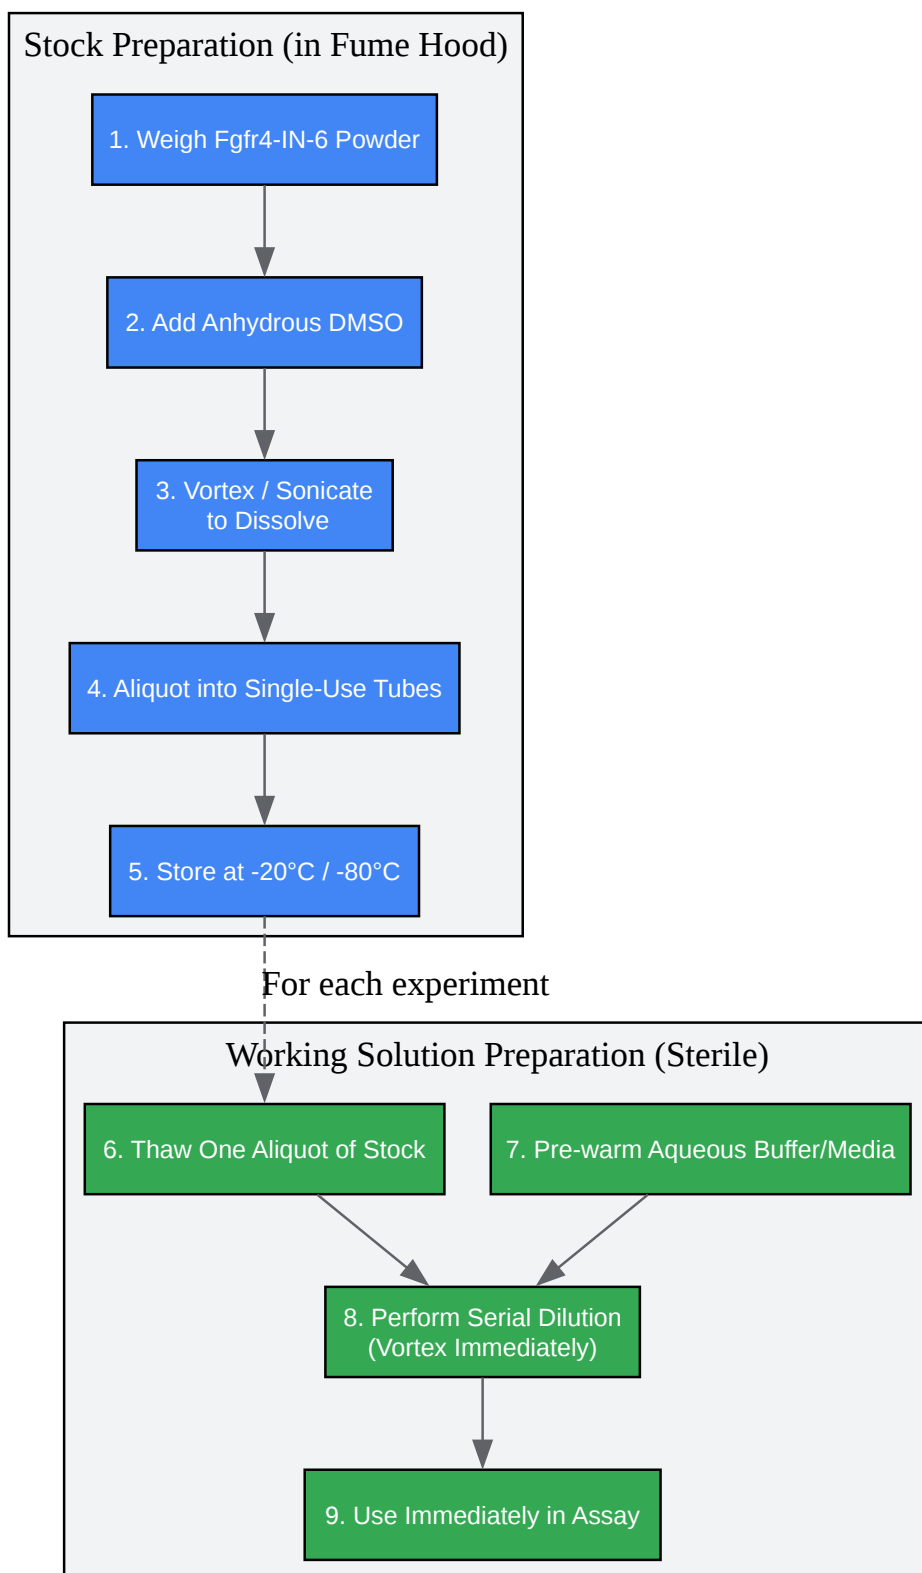 Stock Preparation (in Fume Hood)
1. Weigh Fgfr4-IN-6 Powder
2. Add Anhydrous DMSO
3. Vortex / Sonicate
to Dissolve
4. Aliquot into Single-Use Tubes
5. Store at -20°C / -80°C
For each experiment
Working Solution Preparation (Sterile)
6. Thaw One Aliquot of Stock
7. Pre-warm Aqueous Buffer/Media
8. Perform Serial Dilution
(Vortex Immediately)
9. Use Immediately in Assay